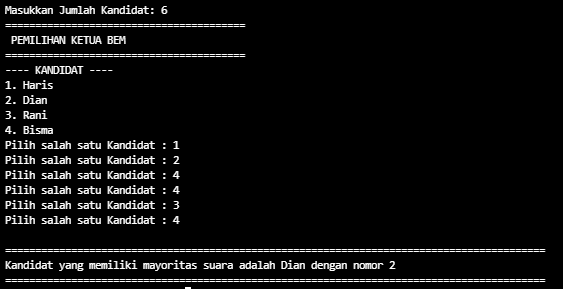 Masukkan Jumlah Kandidat: 6
========================================
PEMILIHAN KETUA BEM
========================================
---- KANDIDAT ----
1. Haris
2. Dian
3. Rani
4. Bisma
Pilih salah satu Kandidat : 1
Pilih salah satu Kandidat : 2
Pilih salah satu Kandidat : 4
Pilih salah satu Kandidat : 4
Pilih salah satu Kandidat : 3
Pilih salah satu Kandidat : 4
==========================================================================================
Kandidat yang memiliki mayoritas suara adalah Dian dengan nomor 2
==========================================================================================